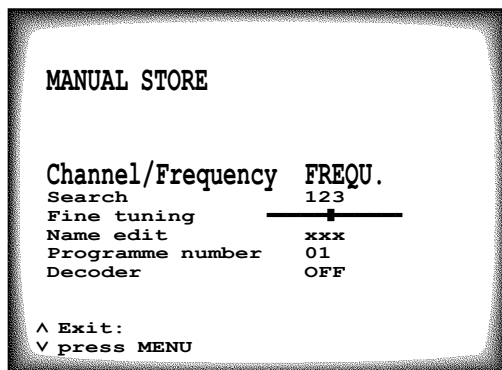 MANUAL STORE
Channel/Frequency FREQU.
Search 123
Fine tuning
Name edit xxx
Programme number 01
Decoder OFF
∧ Exit:
∨ press MENU